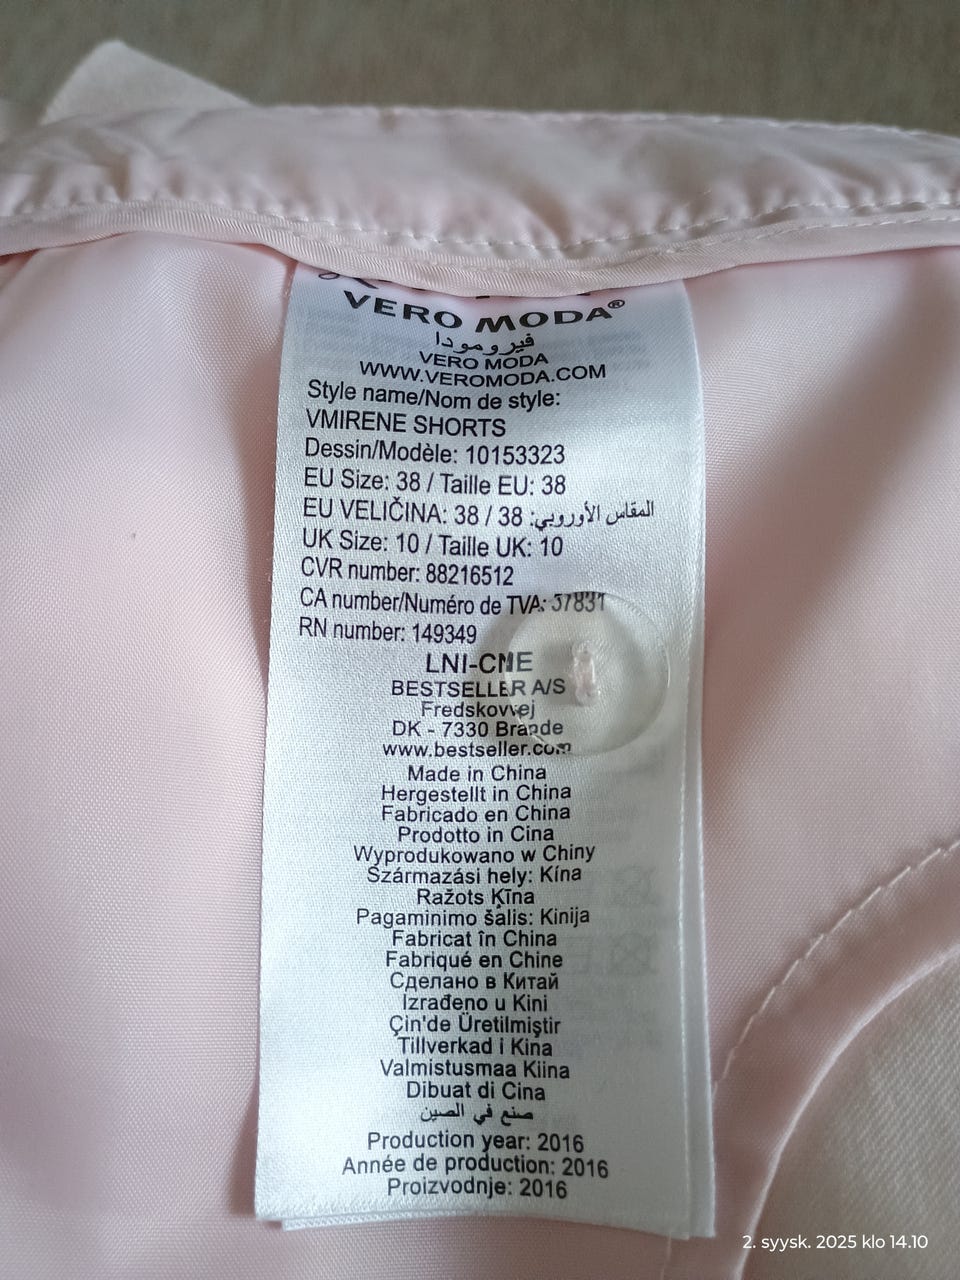 VERO MODA®
فيرومودا
VERO MODA
WWW.VEROMODA.COM
Style name/Nom de style:
VMIRENE SHORTS
Dessin/Modèle: 10153323
EU Size: 38 / Taille EU: 38
EU VELIČINA: 38 / 38 :المقاس الأوروبي
UK Size: 10 / Taille UK: 10
CVR number: 88216512
CA number/Numéro de TVA: 37831
RN number: 149349
LNI-CNE
BESTSELLER A/S
Fredskovvej
DK - 7330 Brande
www.bestseller.com
Made in China
Hergestellt in China
Fabricado en China
Prodotto in Cina
Wyprodukowano w Chiny
Származási hely: Kína
Ražots Ķīna
Pagaminimo šalis: Kinija
Fabricat în China
Fabriqué en Chine
Сделано в Китай
Izrađeno u Kini
Çin'de Üretilmiştir
Tillverkad i Kina
Valmistusmaa Kiina
Dibuat di Cina
صنع في الصين
Production year: 2016
Année de production: 2016
Proizvodnje: 2016
2. syysk. 2025 klo 14.10